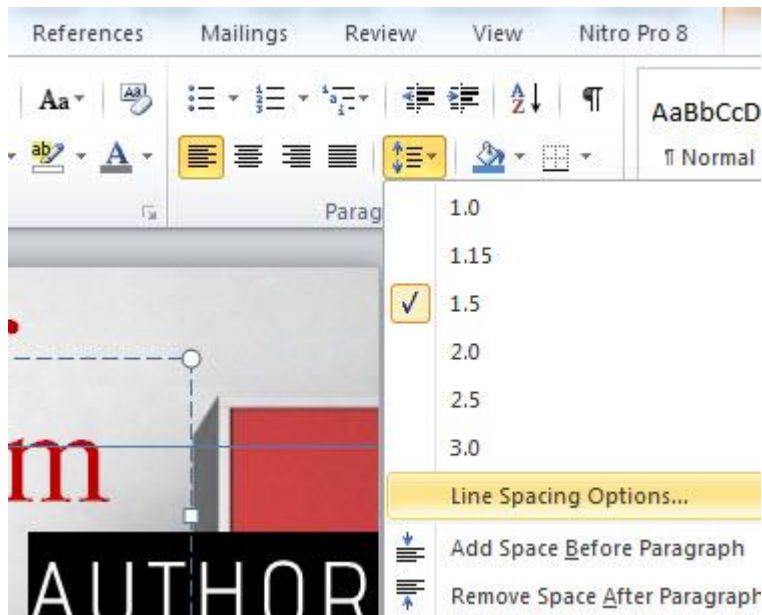 References Mailings Review View Nitro Pro 8
Aa AaBbCcD
ab A ¶ Normal
Parag
1.0
1.15
1.5
2.0
2.5
3.0
m
Line Spacing Options...
Add Space Before Paragraph
AUTHOR
Remove Space After Paragraph